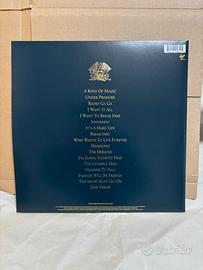 A Kind Of Magic
Under Pressure
Radio Ga Ga
I Want It All
I Want To Break Free
Innuendo
It's A Hard Life
Breakthru
Who Wants To Live Forever
Headlong
The Miracle
I'm Going Slightly Mad
The Invisible Man
Hammer To Fall
Friends Will Be Friends
The Show Must Go On
One Vision
subito